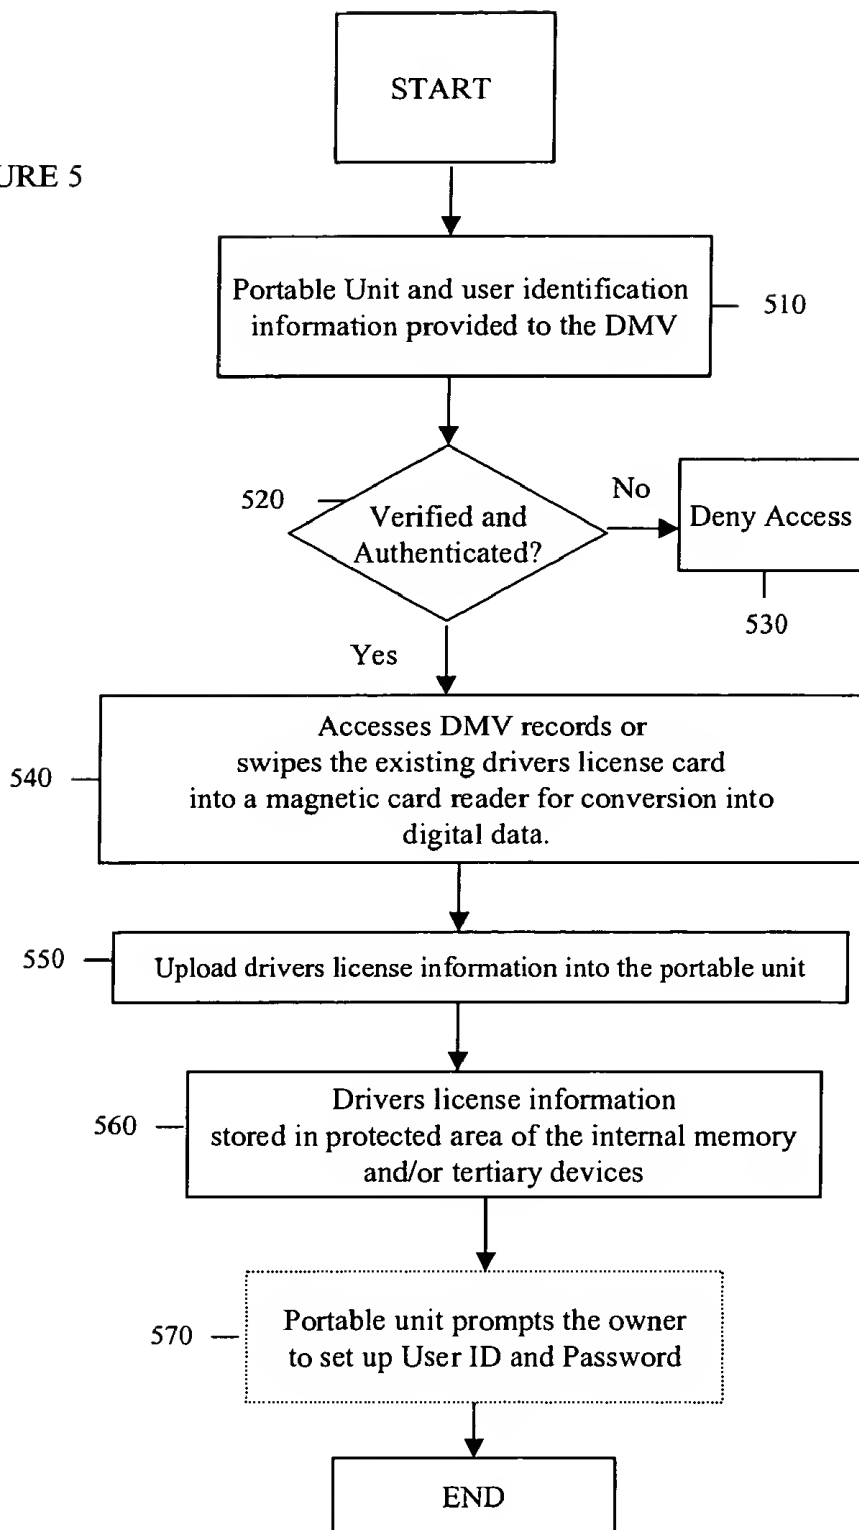 START
URE 5
Portable Unit and user identification
information provided to the DMV
510
520
Verified and
Authenticated?
No
Deny Access
530
Yes
540
Accesses DMV records or
swipes the existing drivers license card
into a magnetic card reader for conversion into
digital data.
550
Upload drivers license information into the portable unit
560
Drivers license information
stored in protected area of the internal memory
and/or tertiary devices
570
Portable unit prompts the owner
to set up User ID and Password
END